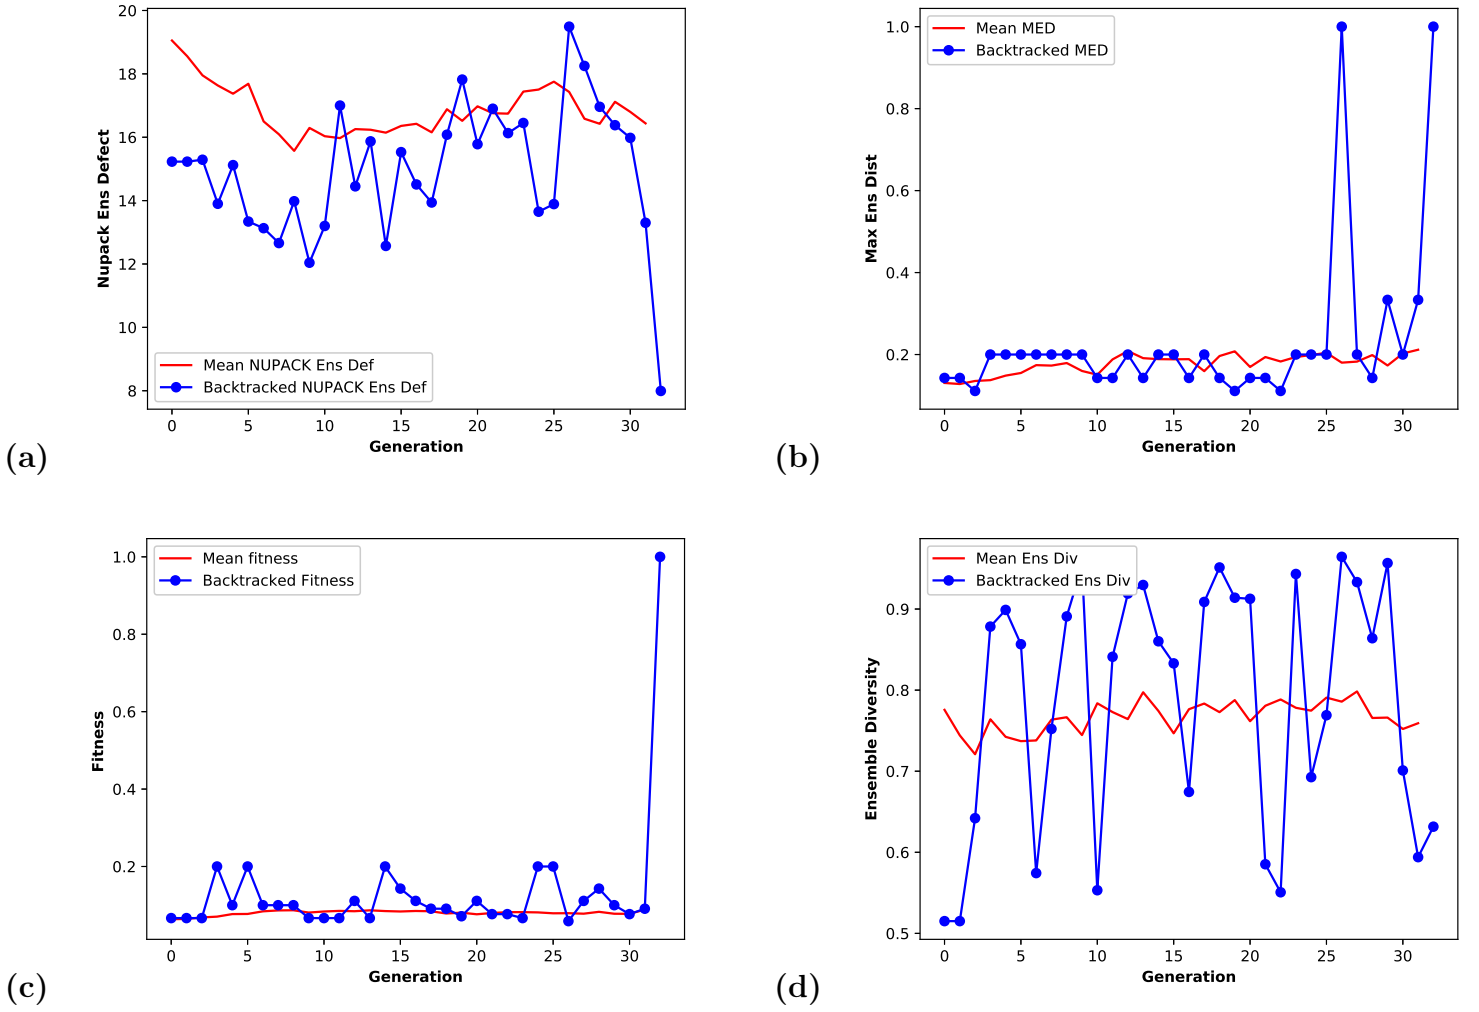 20
18
16
14
12
10
8
Nupack Ens Defect
Mean NUPACK Ens Def
Backtracked NUPACK Ens Def
0 5 10 15 20 25 30
Generation
(a)
1.0
0.8
0.6
0.4
0.2
Max Ens Dist
Mean MED
Backtracked MED
0 5 10 15 20 25 30
Generation
(b)
1.0
0.8
0.6
0.4
0.2
Fitness
Mean fitness
Backtracked Fitness
0 5 10 15 20 25 30
Generation
(c)
0.9
0.8
0.7
0.6
0.5
Ensemble Diversity
Mean Ens Div
Backtracked Ens Div
0 5 10 15 20 25 30
Generation
(d)